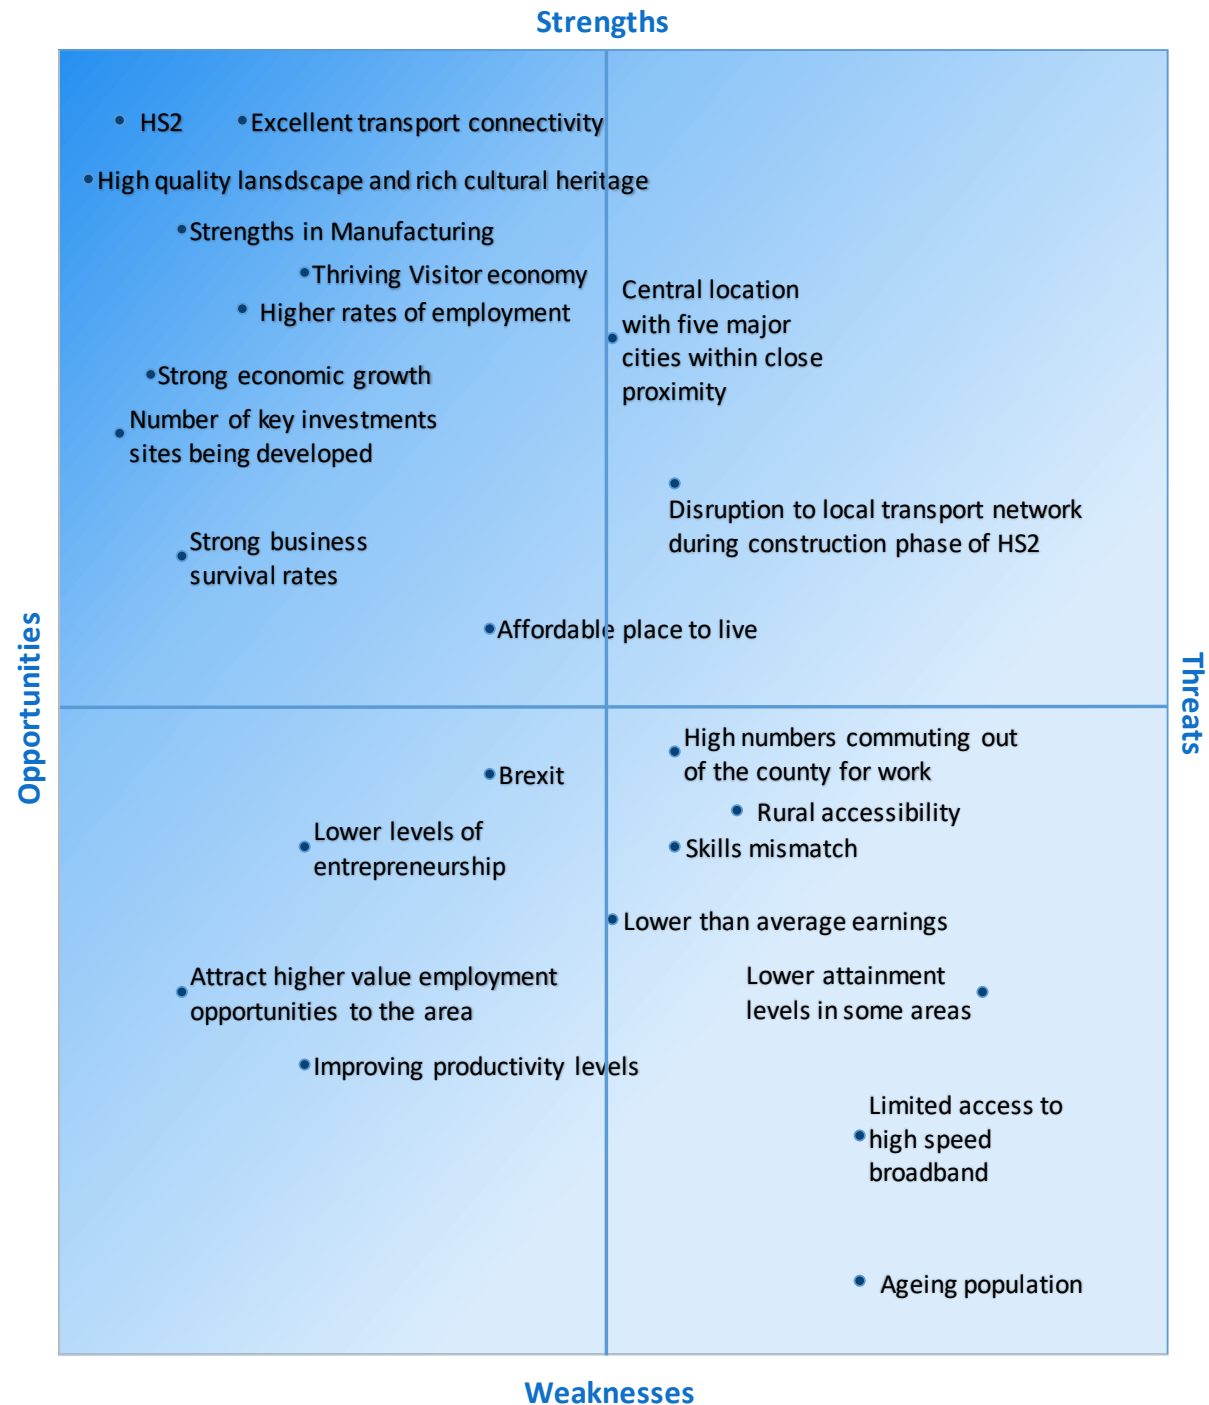 Strengths
HS2
Excellent transport connectivity
High quality lansdscape and rich cultural heritage
Strengths in Manufacturing
Thriving Visitor economy
Higher rates of employment
Central location
with five major
cities within close
proximity
Strong economic growth
Number of key investments
sites being developed
Disruption to local transport network
during construction phase of HS2
Strong business
survival rates
Affordable place to live
Opportunities
Threats
High numbers commuting out
of the county for work
Brexit
Rural accessibility
Lower levels of
entrepreneurship
Skills mismatch
Lower than average earnings
Attract higher value employment
opportunities to the area
Lower attainment
levels in some areas
Improving productivity levels
Limited access to
high speed
broadband
Ageing population
Weaknesses